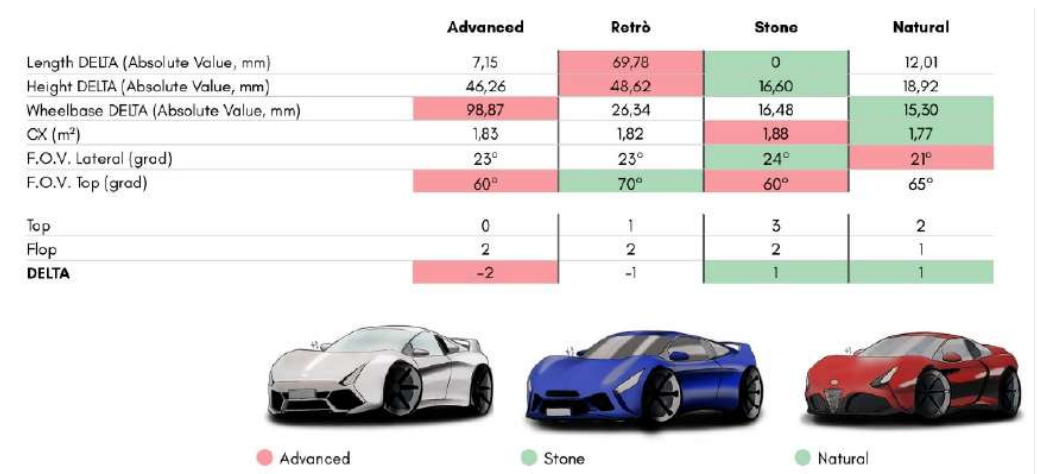 Advanced Retrò Stone Natural
Length DELTA (Absolute Value, mm) 7,15 69,78 0 12,01
Height DELTA (Absolute Value, mm) 46,26 48,62 16,60 18,92
Wheelbase DELTA (Absolute Value, mm) 98,87 26,34 16,48 15,30
CX (m²) 1,83 1,82 1,88 1,77
F.O.V. Lateral (grad) 23° 23° 24° 21°
F.O.V. Top (grad) 60° 70° 60° 65°
Top 0 1 3 2
Flop 2 2 2 1
DELTA -2 -1 1 1
Advanced Stone Natural